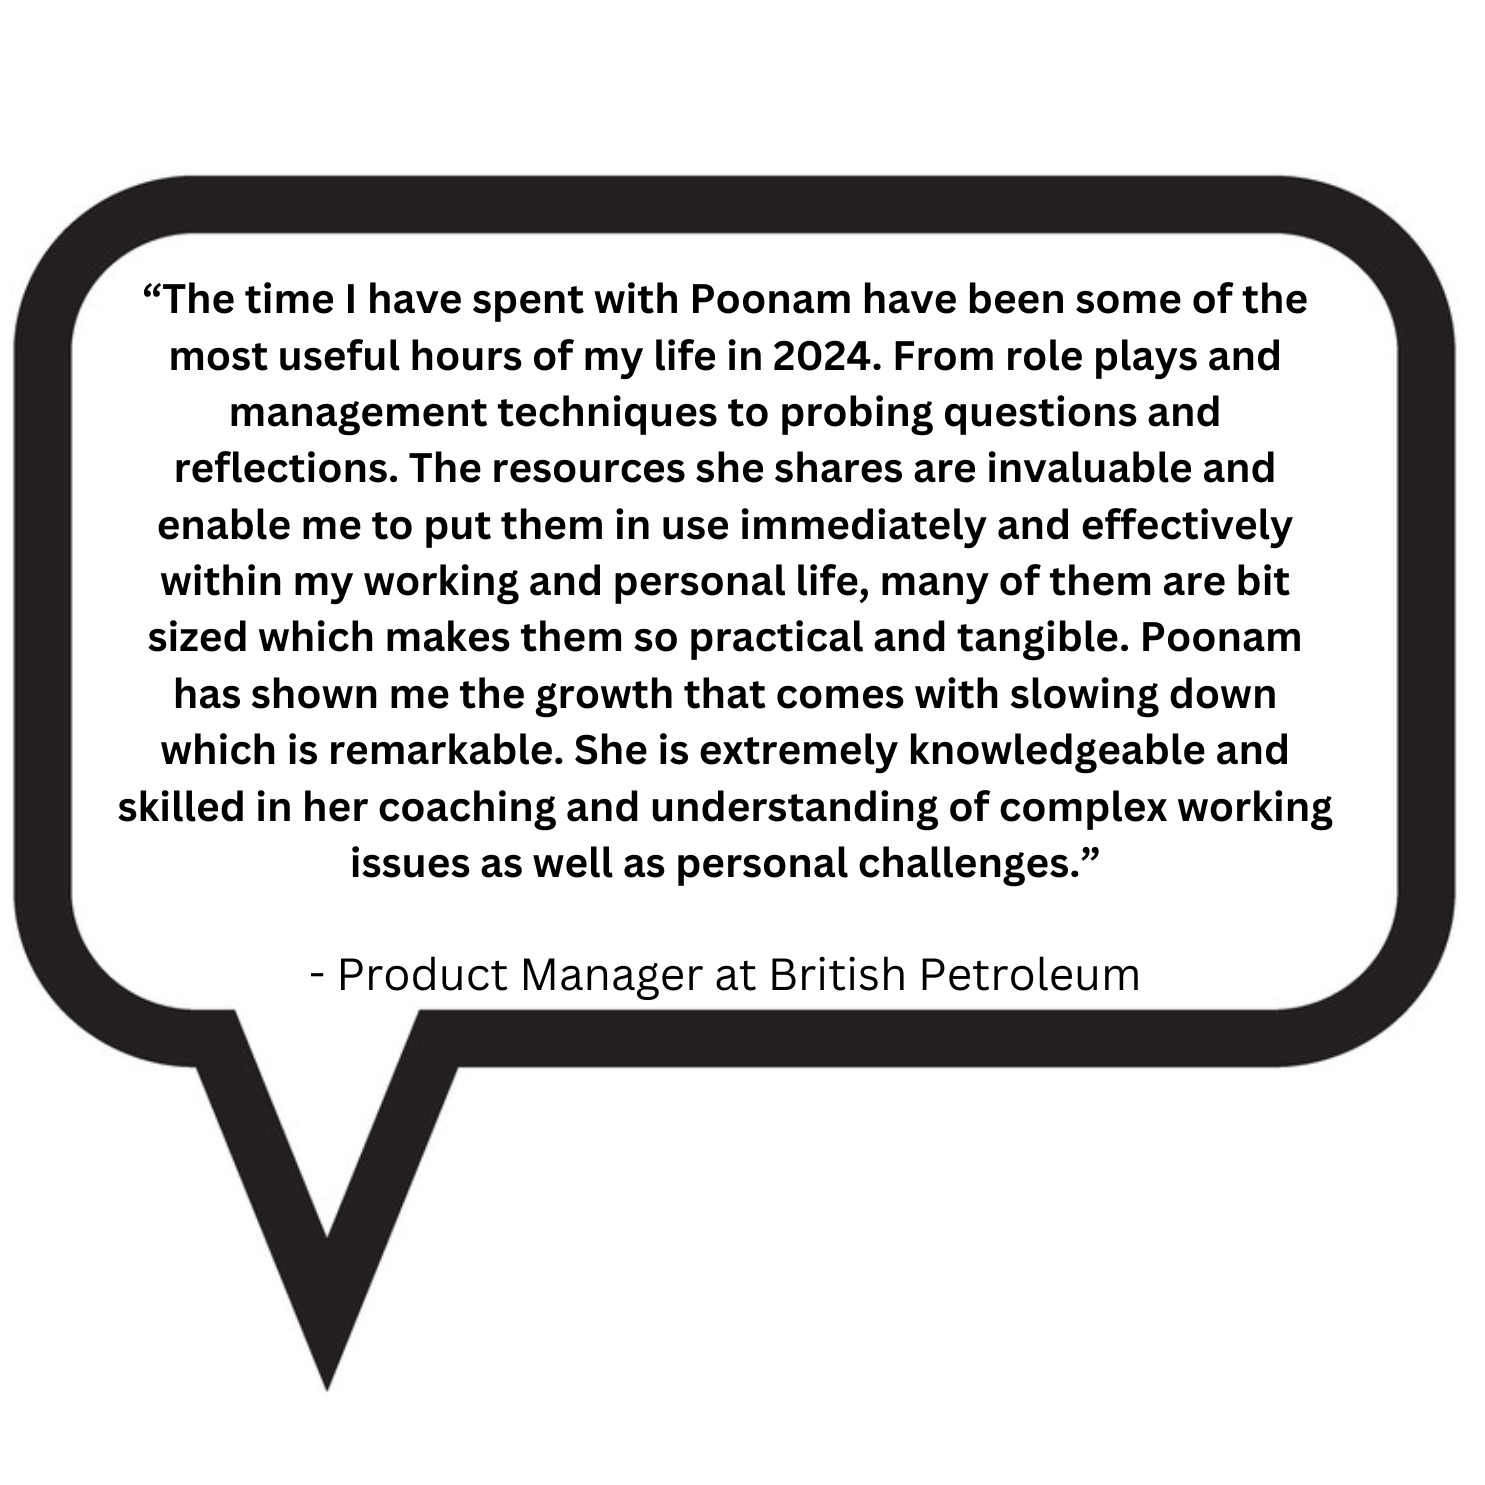 “The time I have spent with Poonam have been some of the
most useful hours of my life in 2024. From role plays and
management techniques to probing questions and
reflections. The resources she shares are invaluable and
enable me to put them in use immediately and effectively
within my working and personal life, many of them are bit
sized which makes them so practical and tangible. Poonam
has shown me the growth that comes with slowing down
which is remarkable. She is extremely knowledgeable and
skilled in her coaching and understanding of complex working
issues as well as personal challenges.”
- Product Manager at British Petroleum